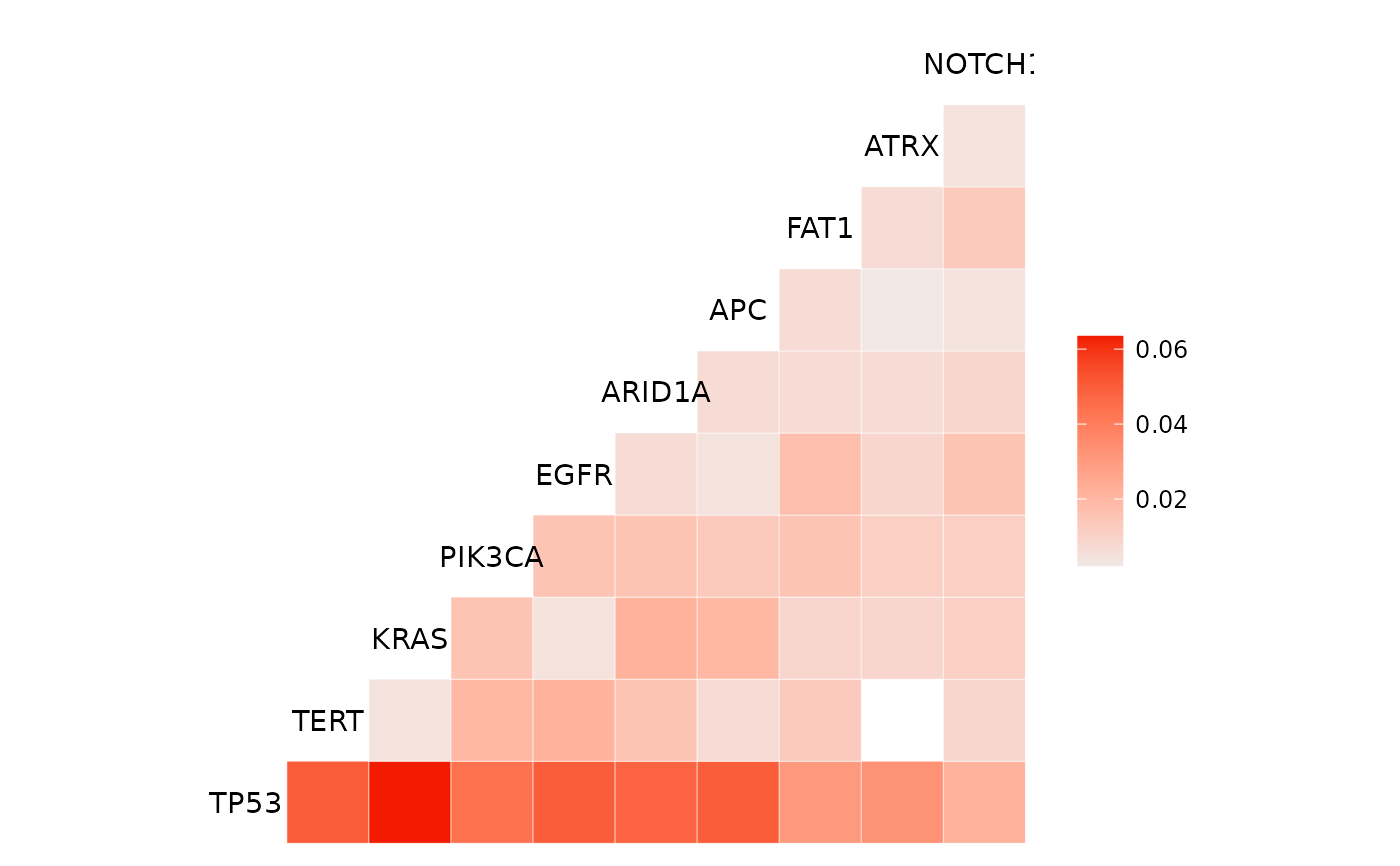 NOTCH1
ATRX
FAT1
APC
ARID1A
EGFR
PIK3CA
KRAS
TERT
TP53
0.06
0.04
0.02